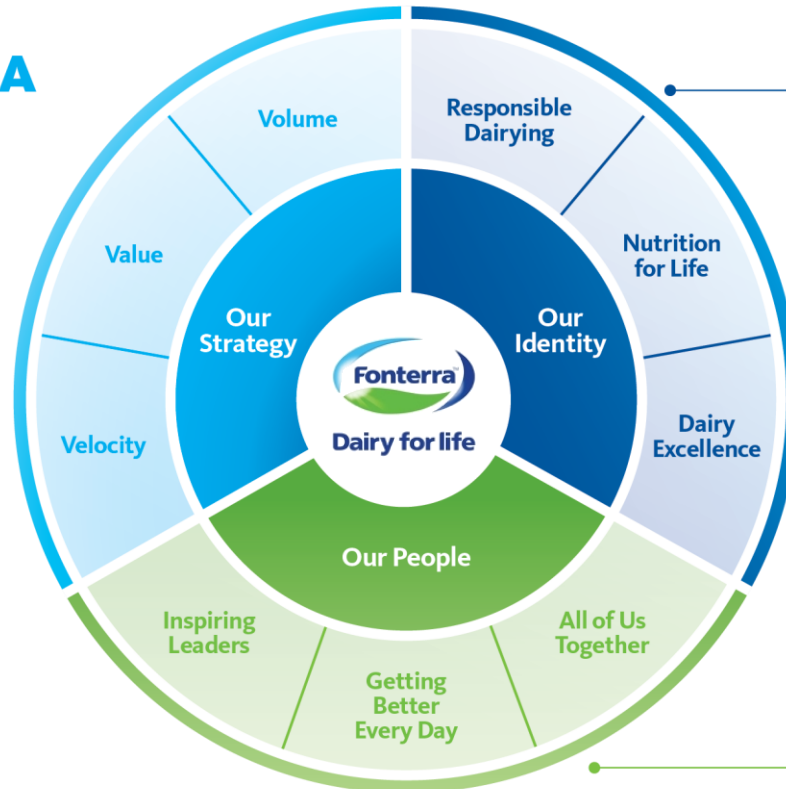 A
Volume
Value
Velocity
Our
Strategy
Responsible
Dairying
Nutrition
for Life
Dairy
Excellence
Our
Identity
Fonterra™
Dairy for life
Our People
Inspiring
Leaders
Getting
Better
Every Day
All of Us
Together